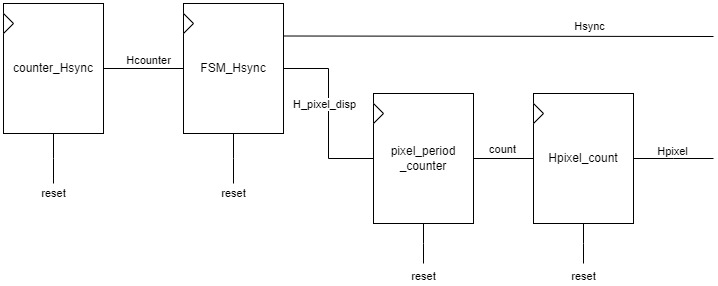 Hsync
counter_Hsync
Hcounter
FSM_Hsync
H_pixel_disp
pixel_period
_counter
count
Hpixel_count
Hpixel
reset
reset
reset
reset